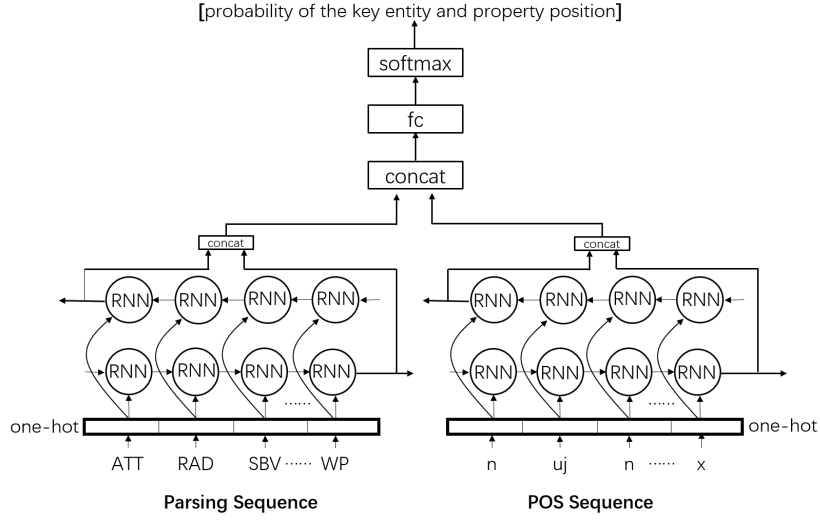 [probability of the key entity and property position]
softmax
fc
concat
concat concat
RNN RNN RNN RNN RNN RNN RNN RNN
RNN RNN RNN RNN RNN RNN RNN RNN
...... ......
one-hot one-hot
ATT RAD SBV ...... WP n uj n ...... x
Parsing Sequence POS Sequence